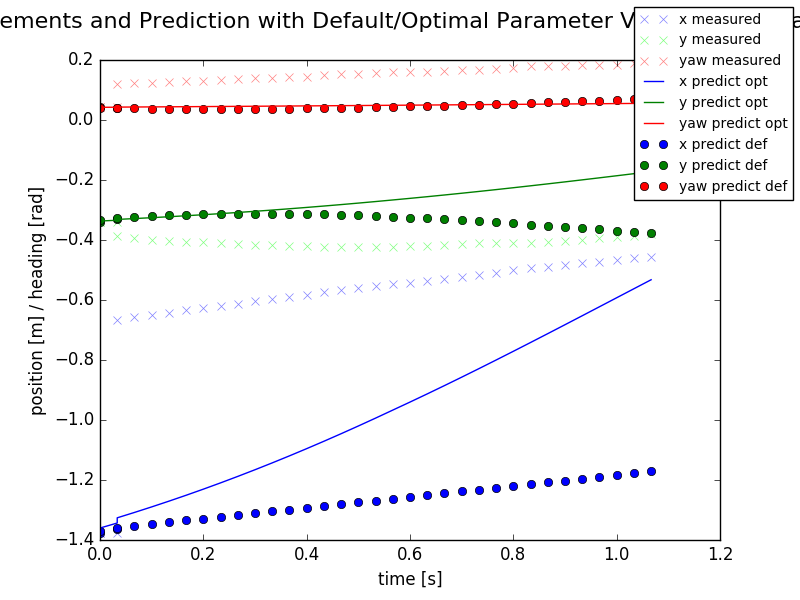 ements and Prediction with Default/Optimal Parameter V
x measured
y measured
yaw measured
x predict opt
y predict opt
yaw predict opt
x predict def
y predict def
yaw predict def
position [m] / heading [rad]
0.2
0.0
−0.2
−0.4
−0.6
−0.8
−1.0
−1.2
−1.4
0.0
0.2
0.4
0.6
0.8
1.0
1.2
time [s]